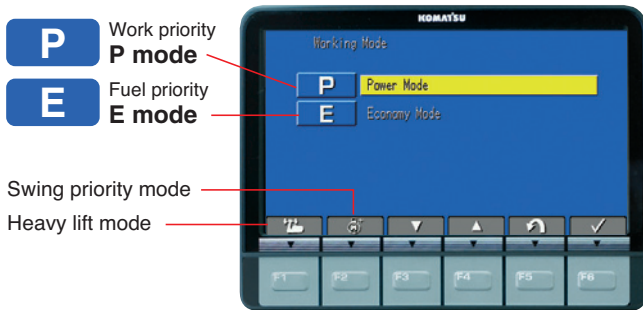 KOMATSU
P
Work priority
P mode
E
Fuel priority
E mode
Working Mode
P
Power Mode
E
Economy Mode
Swing priority mode
Heavy lift mode
F1
F2
F3
F4
F5
F6